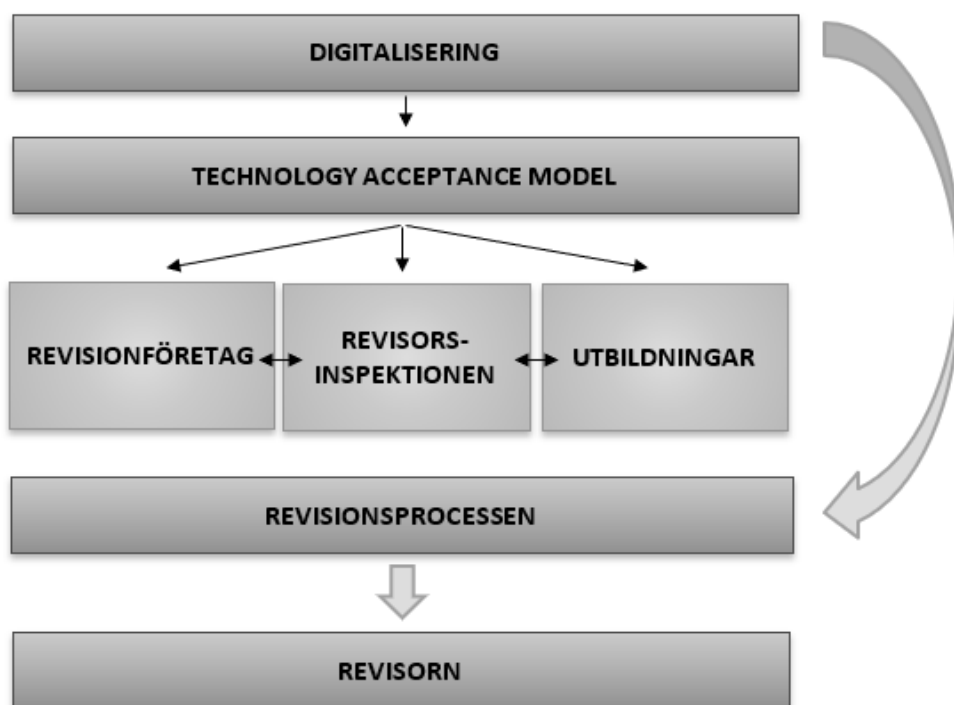 DIGITALISERING
TECHNOLOGY ACCEPTANCE MODEL
REVISIONFÖRETAG
REVISORS-
INSPEKTIONEN
UTBILDNINGAR
REVISIONSPROCESSEN
REVISORN